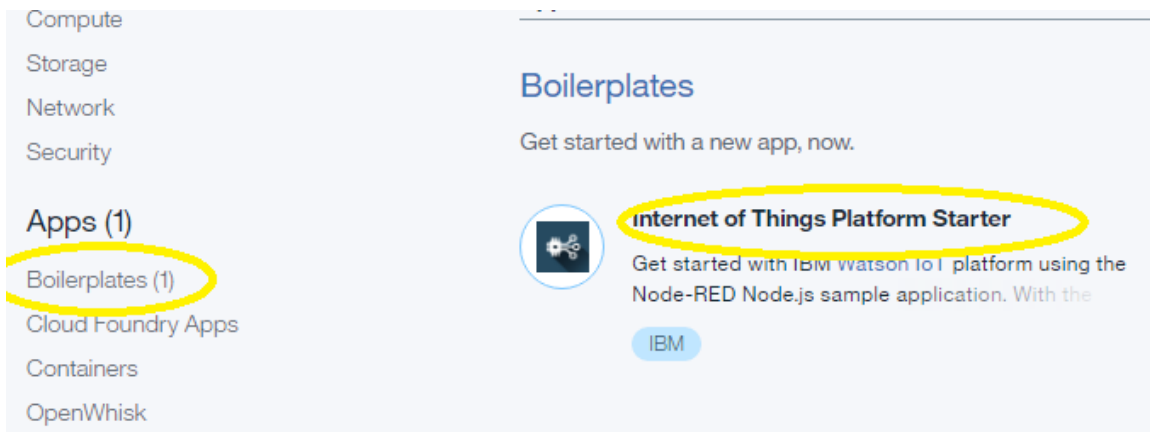 Compute
Storage
Network
Security
Apps (1)
Boilerplates (1)
Cloud Foundry Apps
Containers
OpenWhisk
Boilerplates
Get started with a new app, now.
Internet of Things Platform Starter
Get started with IBM Watson IoT platform using the
Node-RED Node.js sample application. With the
IBM